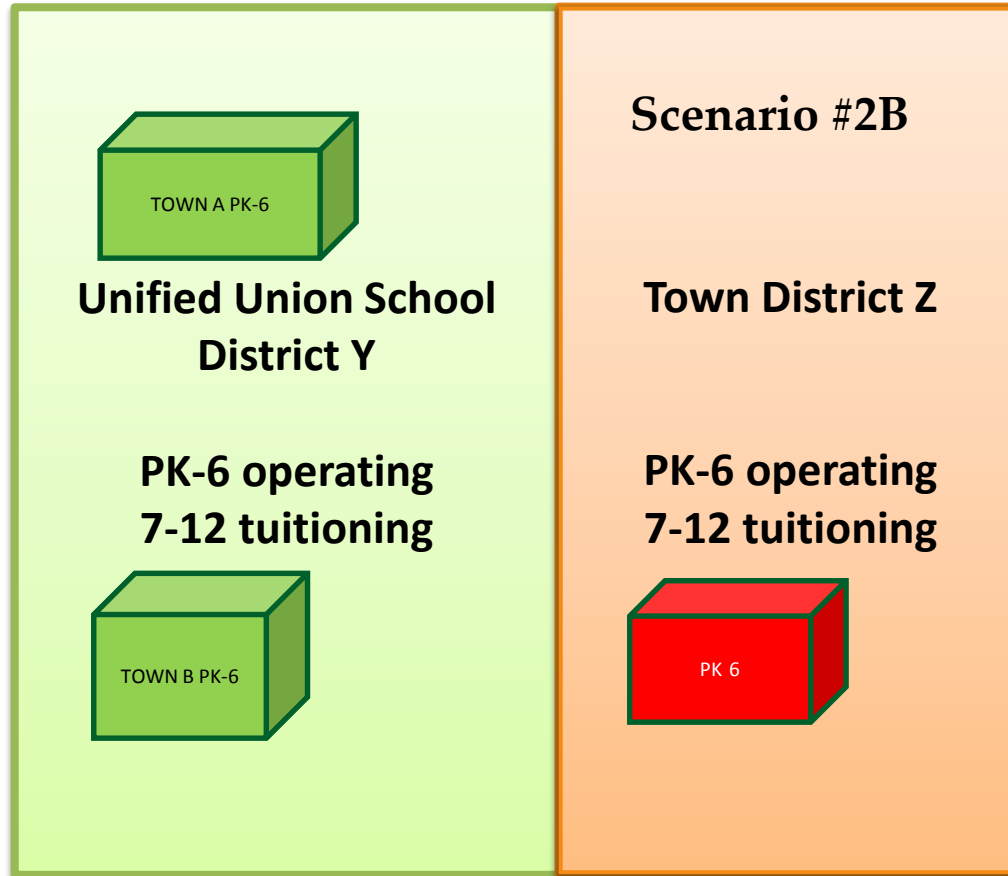 TOWN A PK-6
Unified Union School
District Y
PK-6 operating
7-12 tuitioning
TOWN B PK-6
Scenario #2B
Town District Z
PK-6 operating
7-12 tuitioning
PK 6